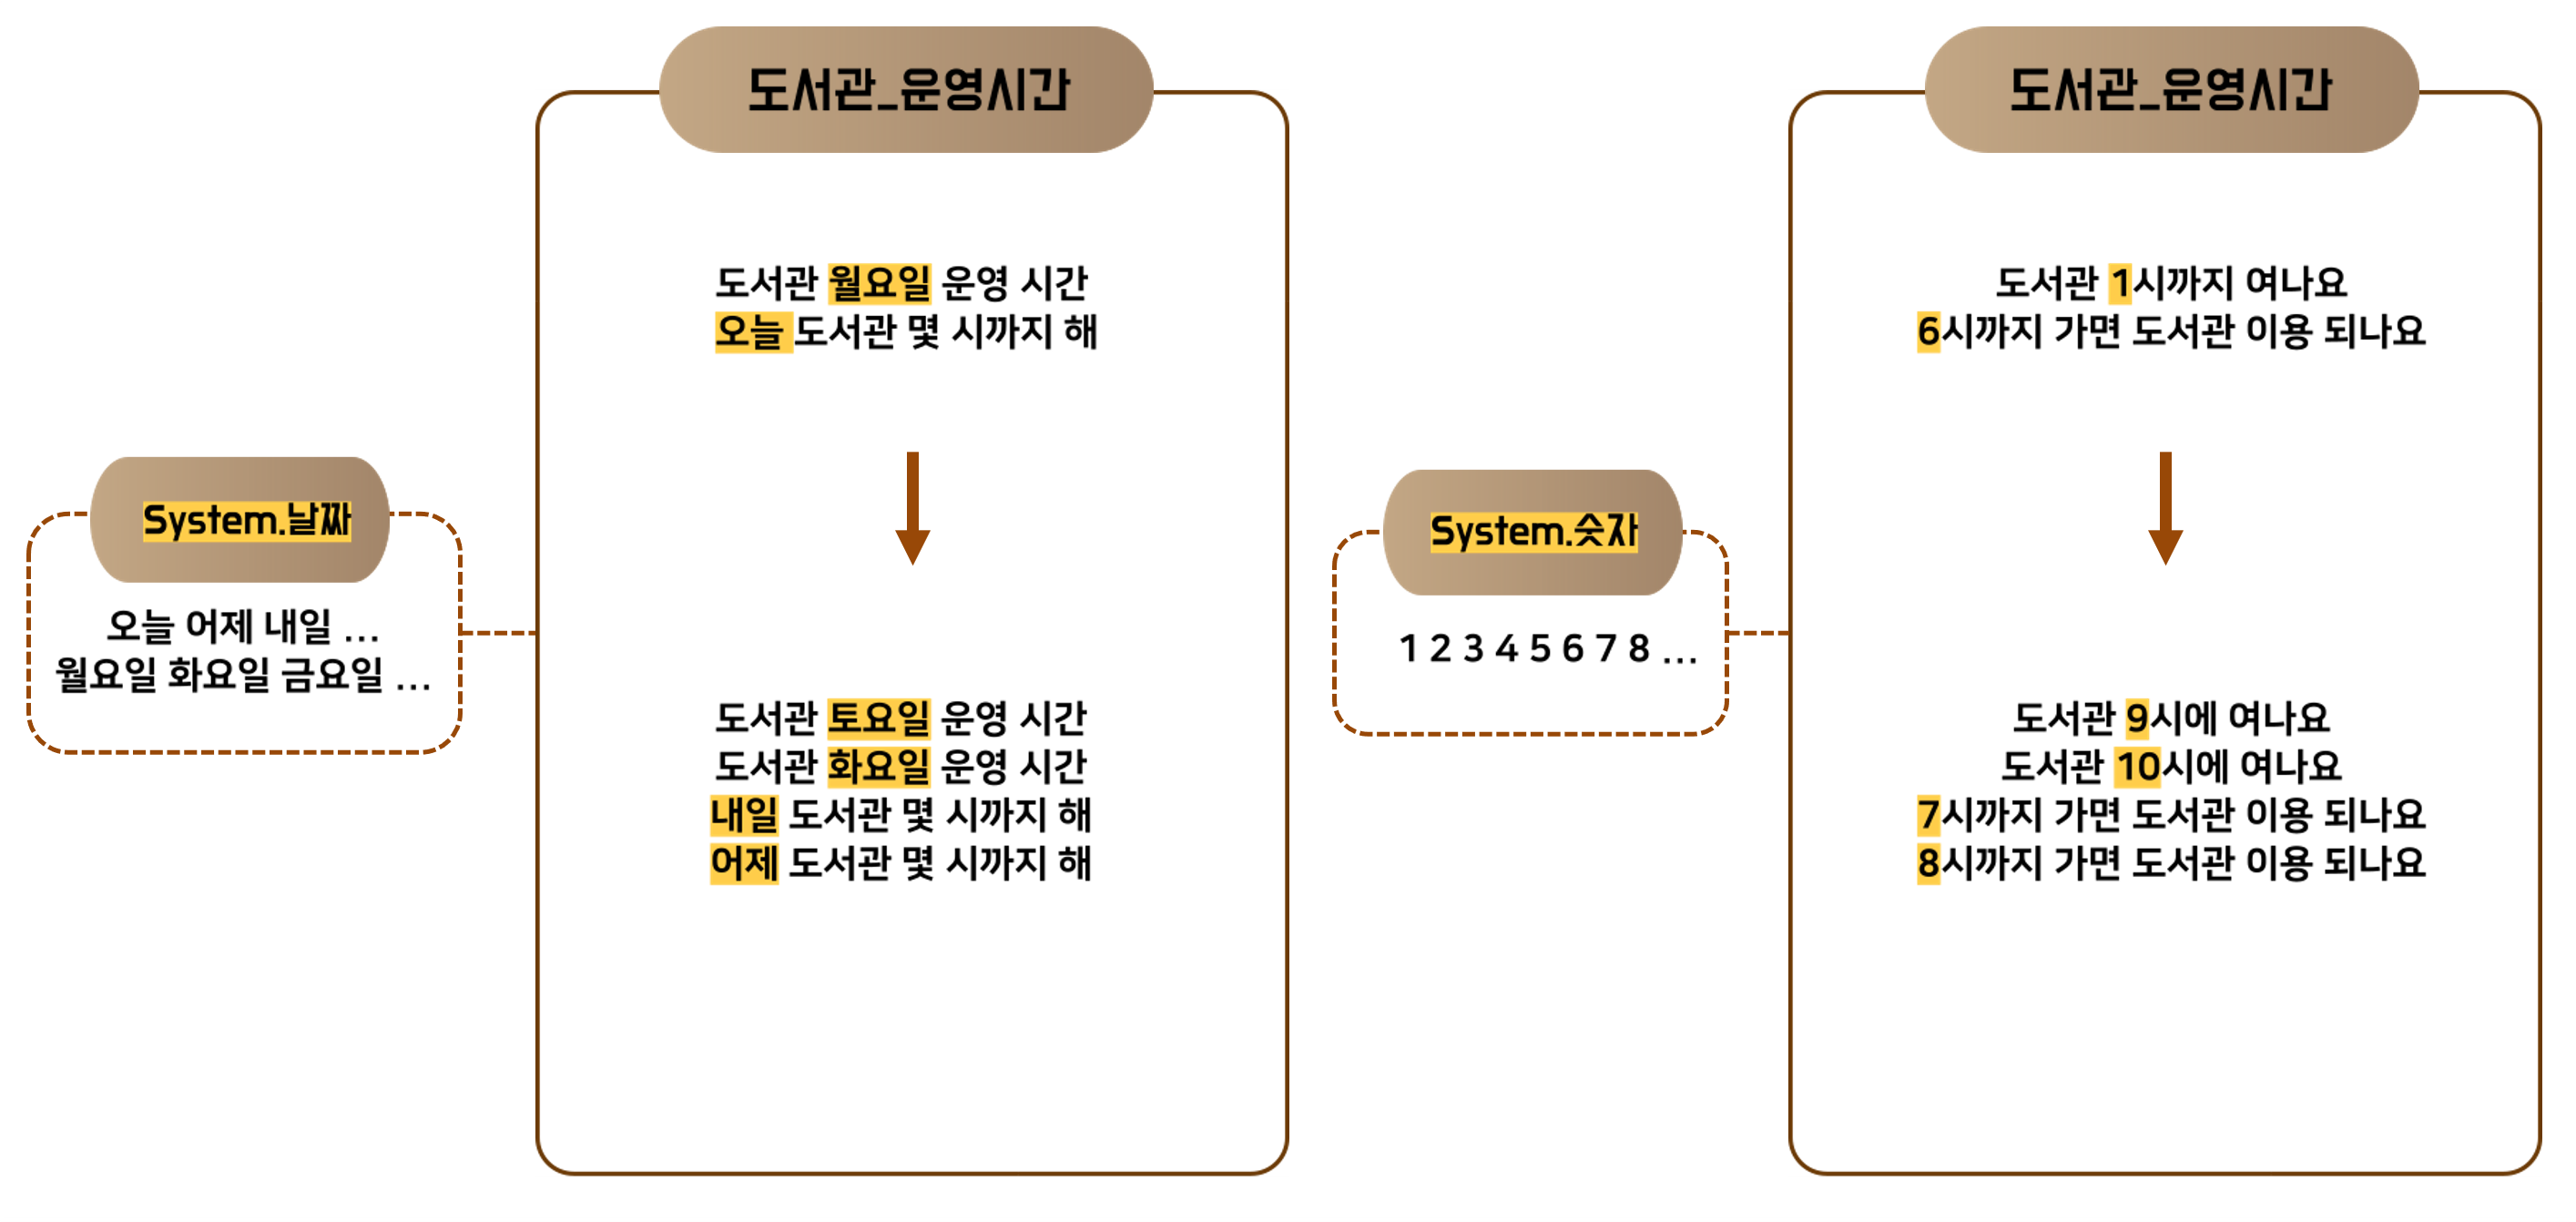 도서관_운영시간
도서관 월요일 운영 시간
오늘 도서관 몇 시까지 해
System.날짜
오늘 어제 내일 ...
월요일 화요일 금요일 ...
도서관 토요일 운영 시간
도서관 화요일 운영 시간
내일 도서관 몇 시까지 해
어제 도서관 몇 시까지 해
도서관_운영시간
도서관 1시까지 여나요
6시까지 가면 도서관 이용 되나요
System.숫자
1 2 3 4 5 6 7 8 ...
도서관 9시에 여나요
도서관 10시에 여나요
7시까지 가면 도서관 이용 되나요
8시까지 가면 도서관 이용 되나요